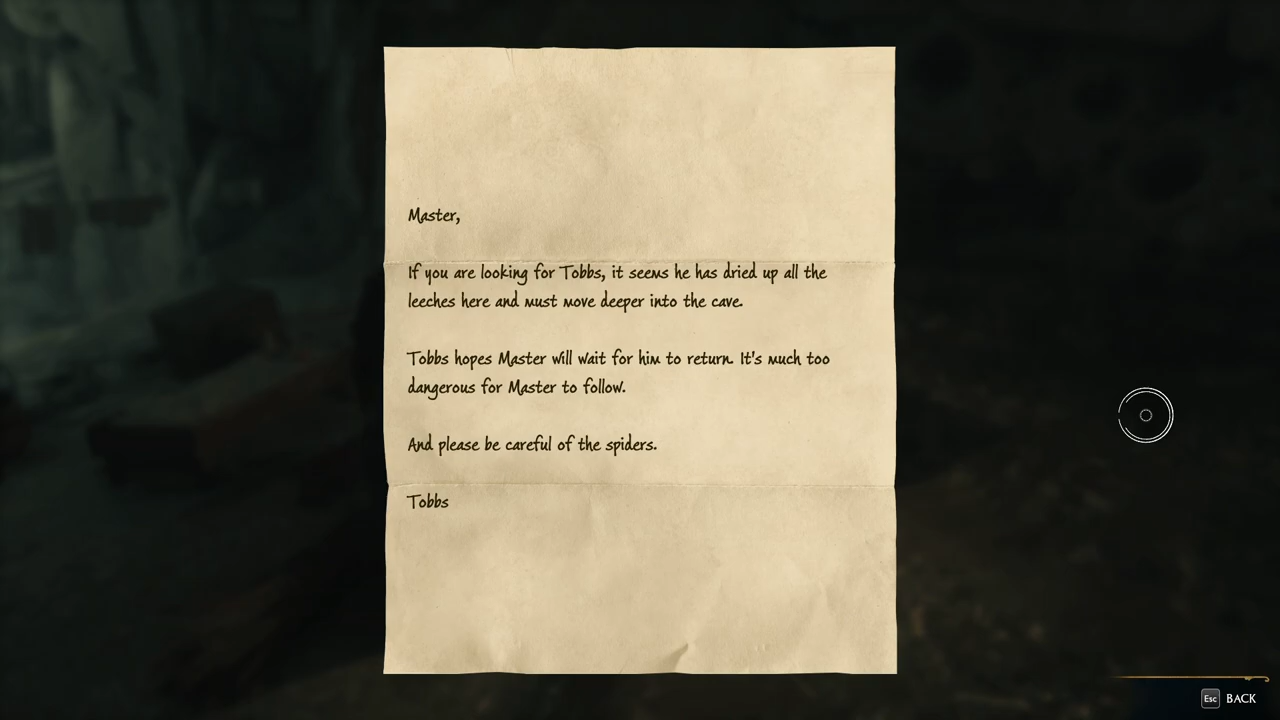 Master,
If you are looking for Tobbs, it seems he has dried up all the
leeches here and must move deeper into the cave.
Tobbs hopes Master will wait for him to return. It's much too
dangerous for Master to follow.
And please be careful of the spiders.
Tobbs
Esc BACK